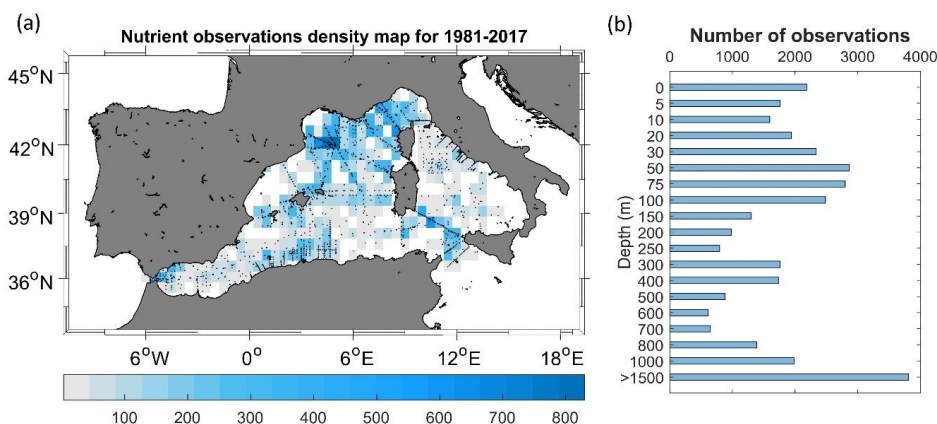 (a)
Nutrient observations density map for 1981-2017
45°N
42°N
39°N
36°N
6°W 0° 6°E 12°E 18°E
100 200 300 400 500 600 700 800
(b)
Number of observations
0 1000 2000 3000 4000
Depth (m)
0
5
10
20
30
50
75
100
150
200
250
300
400
500
600
700
800
1000
>1500